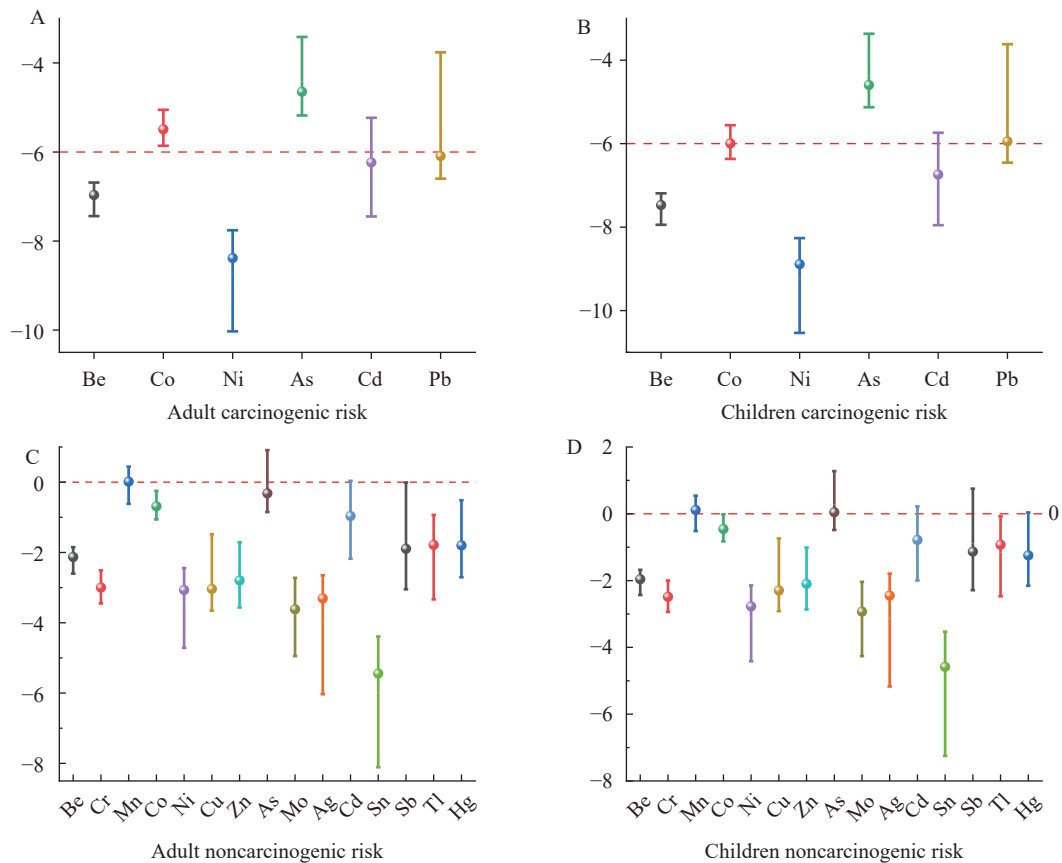 A
−4
−6
−8
−10
Be Co Ni As Cd Pb
Adult carcinogenic risk
B
−4
−6
−8
−10
Be Co Ni As Cd Pb
Children carcinogenic risk
C
0
−2
−4
−6
−8
Be Cr Mn Co Ni Cu Zn As Mo Ag Cd Sn Sb Tl Hg
Adult noncarcinogenic risk
D
2
0
0
−2
−4
−6
−8
Be Cr Mn Co Ni Cu Zn As Mo Ag Cd Sn Sb Tl Hg
Children noncarcinogenic risk